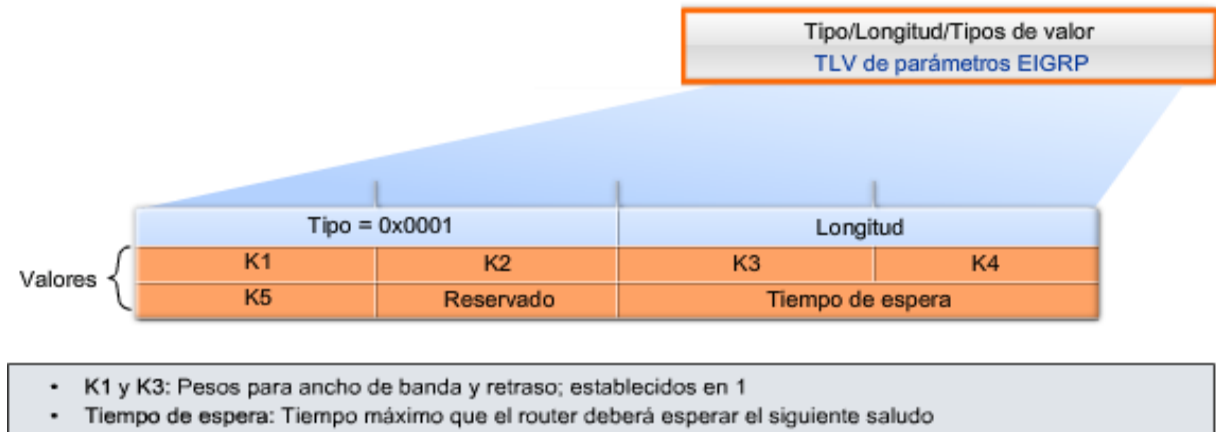 Tipo/Longitud/Tipos de valor
TLV de parámetros EIGRP
Tipo = 0x0001 Longitud
Valores
K1 K2 K3 K4
K5 Reservado Tiempo de espera
• K1 y K3: Pesos para ancho de banda y retraso; establecidos en 1
• Tiempo de espera: Tiempo máximo que el router deberá esperar el siguiente saludo